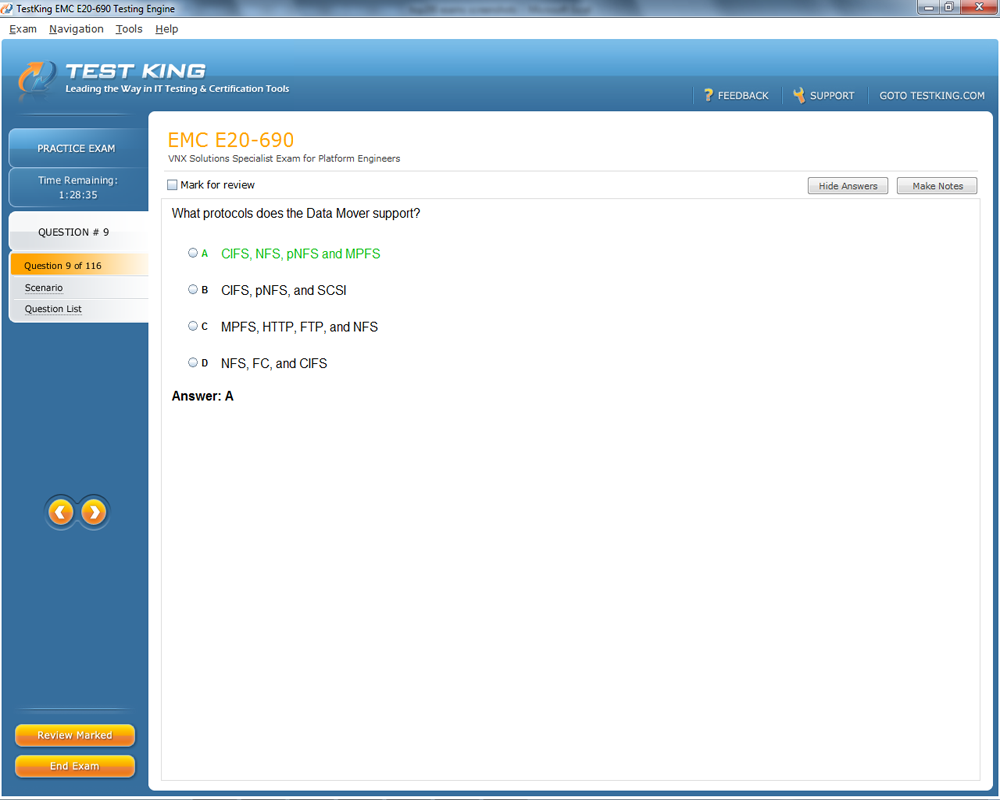 TestKing EMC E20-690 Testing Engine
Exam Navigation Tools Help
TEST KING
Leading the Way in IT Testing & Certification Tools
? FEEDBACK SUPPORT GOTO TESTKING.COM
PRACTICE EXAM
Time Remaining:
1:28:35
QUESTION # 9
Question 9 of 116
Scenario
Question List
EMC E20-690
VNX Solutions Specialist Exam for Platform Engineers
Mark for review
Hide Answers Make Notes
What protocols does the Data Mover support?
A CIFS, NFS, pNFS and MPFS
B CIFS, pNFS, and SCSI
C MPFS, HTTP, FTP, and NFS
D NFS, FC, and CIFS
Answer: A
Review Marked
End Exam